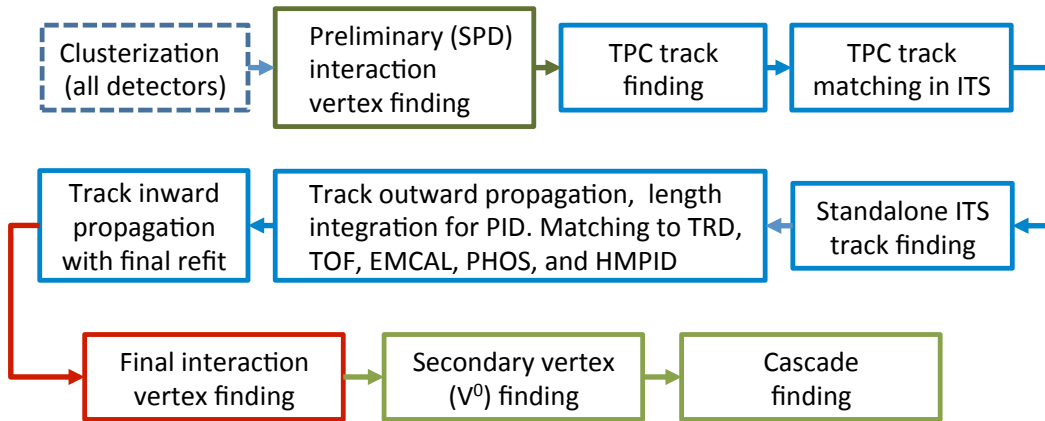 Clusterization
(all detectors)
Preliminary (SPD)
interaction
vertex finding
TPC track
finding
TPC track
matching in ITS
Track inward
propagation
with final refit
Track outward propagation, length
integration for PID. Matching to TRD,
TOF, EMCAL, PHOS, and HMPID
Standalone ITS
track finding
Final interaction
vertex finding
Secondary vertex
(V⁰) finding
Cascade
finding